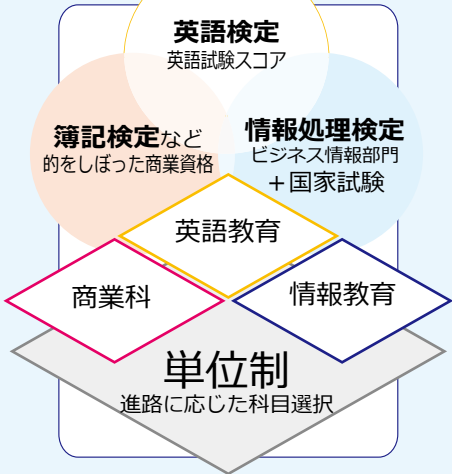 英語検定
英語試験スコア
簿記検定など
的をしぼった商業資格
情報処理検定
ビジネス情報部門
＋国家試験
英語教育
商業科
情報教育
単位制
進路に応じた科目選択